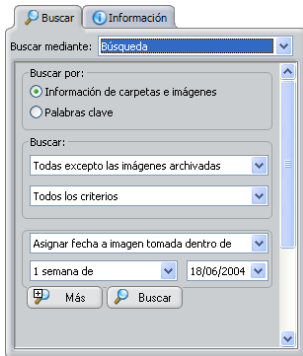 Buscar Información
Buscar mediante: Búsqueda
Buscar por:
Información de carpetas e imágenes
Palabras clave
Buscar:
Todas excepto las imágenes archivadas
Todos los criterios
Asignar fecha a imagen tomada dentro de
1 semana de 18/06/2004
Más Buscar